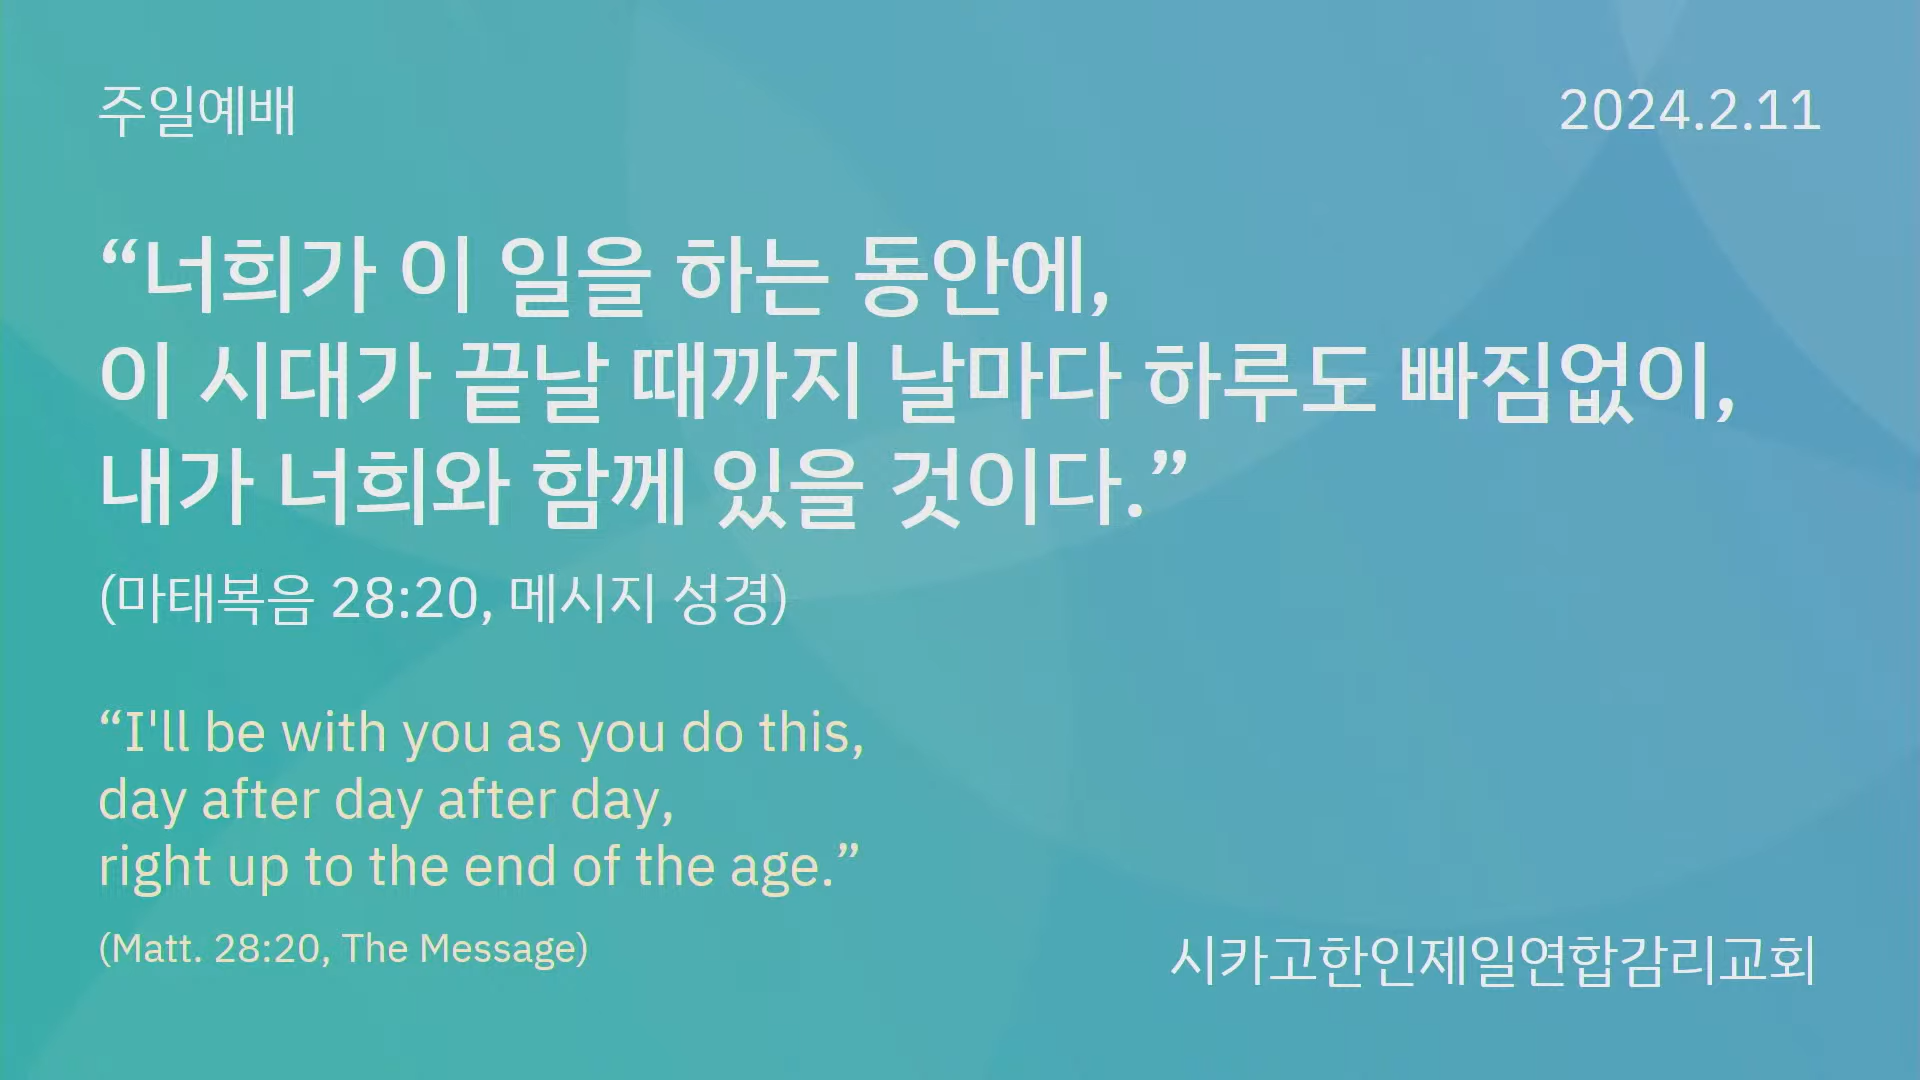 주일예배
2024.2.11
“너희가 이 일을 하는 동안에,
이 시대가 끝날 때까지 날마다 하루도 빠짐없이,
내가 너희와 함께 있을 것이다.”
(마태복음 28:20, 메시지 성경)
“I'll be with you as you do this,
day after day after day,
right up to the end of the age.”
(Matt. 28:20, The Message)
시카고한인제일연합감리교회